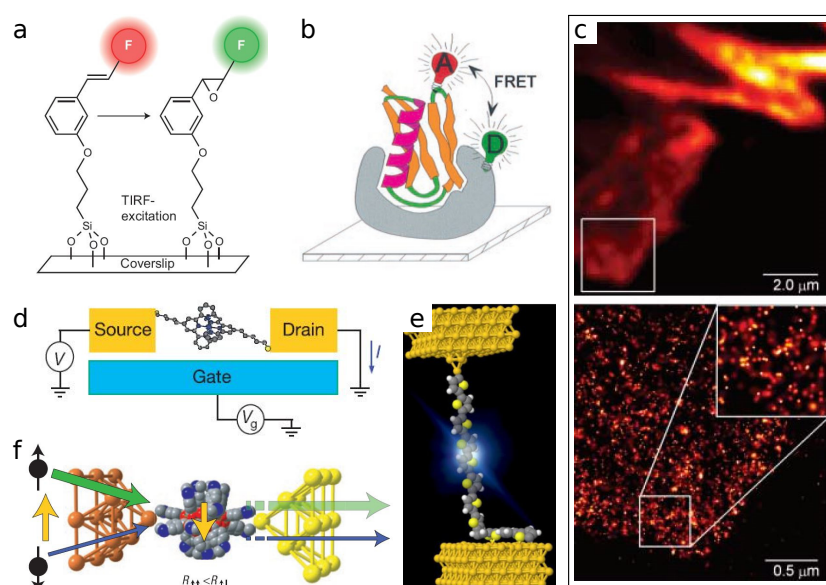 a
F
F
O
O
O
TIRF-
excitation
Si
Si
O
O
O
O
O
O
Coverslip
b
A
FRET
D
c
2.0 μm
0.5 μm
d
Source
Drain
V
I
Gate
Vg
e
f
R↑↑<R↑↓